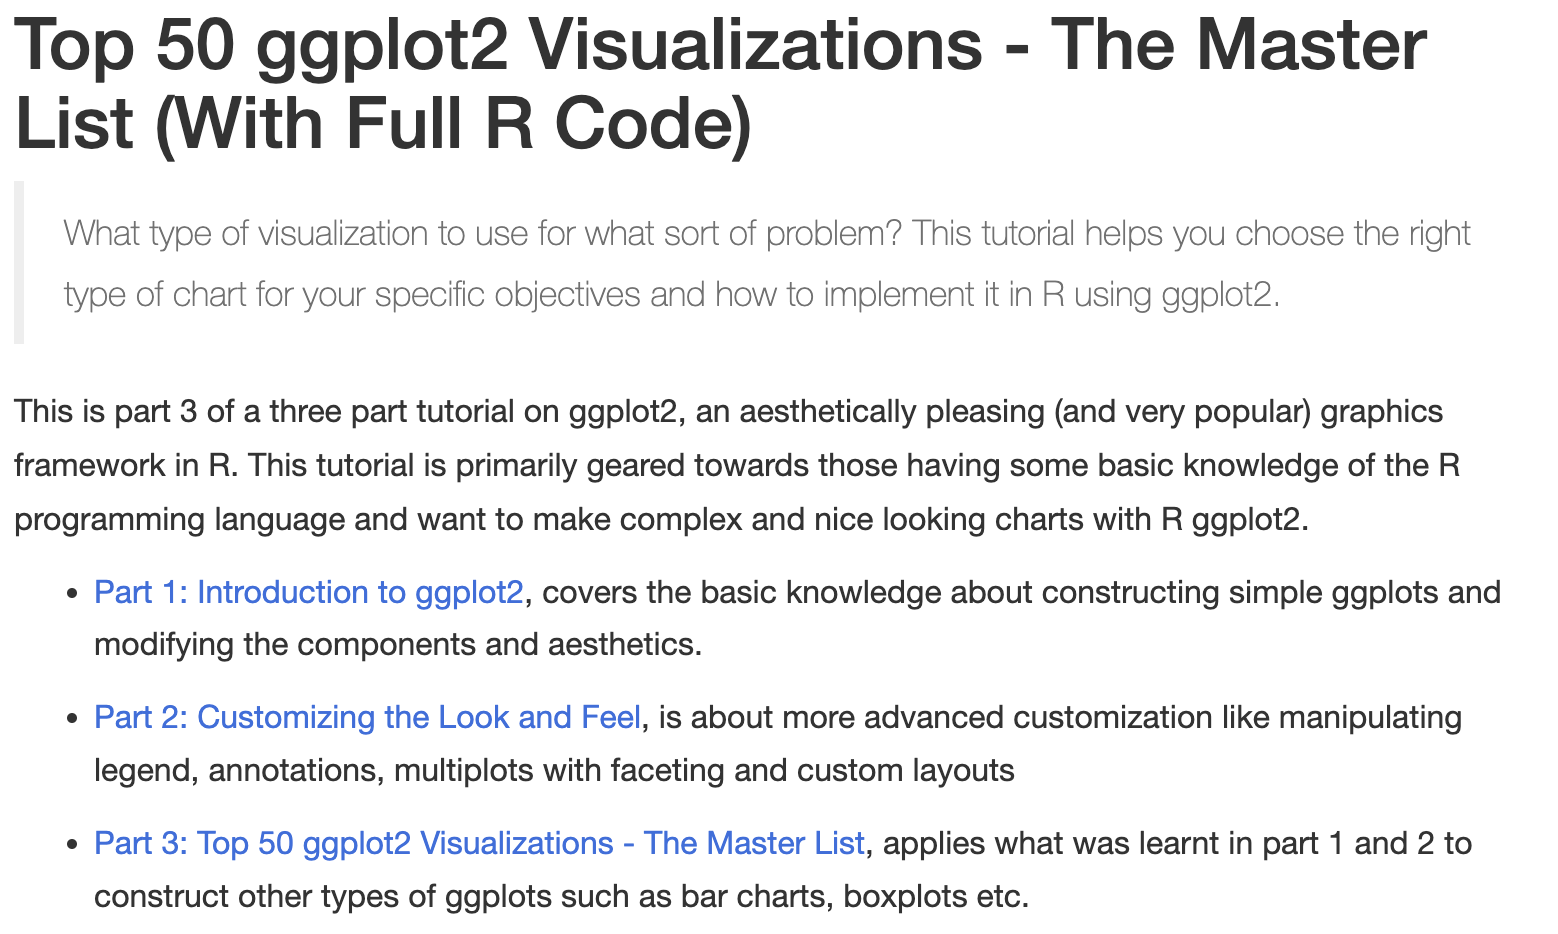 Top 50 ggplot2 Visualizations - The Master
List (With Full R Code)
What type of visualization to use for what sort of problem? This tutorial helps you choose the right
type of chart for your specific objectives and how to implement it in R using ggplot2.
This is part 3 of a three part tutorial on ggplot2, an aesthetically pleasing (and very popular) graphics
framework in R. This tutorial is primarily geared towards those having some basic knowledge of the R
programming language and want to make complex and nice looking charts with R ggplot2.
• Part 1: Introduction to ggplot2, covers the basic knowledge about constructing simple ggplots and
modifying the components and aesthetics.
• Part 2: Customizing the Look and Feel, is about more advanced customization like manipulating
legend, annotations, multiplots with faceting and custom layouts
• Part 3: Top 50 ggplot2 Visualizations - The Master List, applies what was learnt in part 1 and 2 to
construct other types of ggplots such as bar charts, boxplots etc.